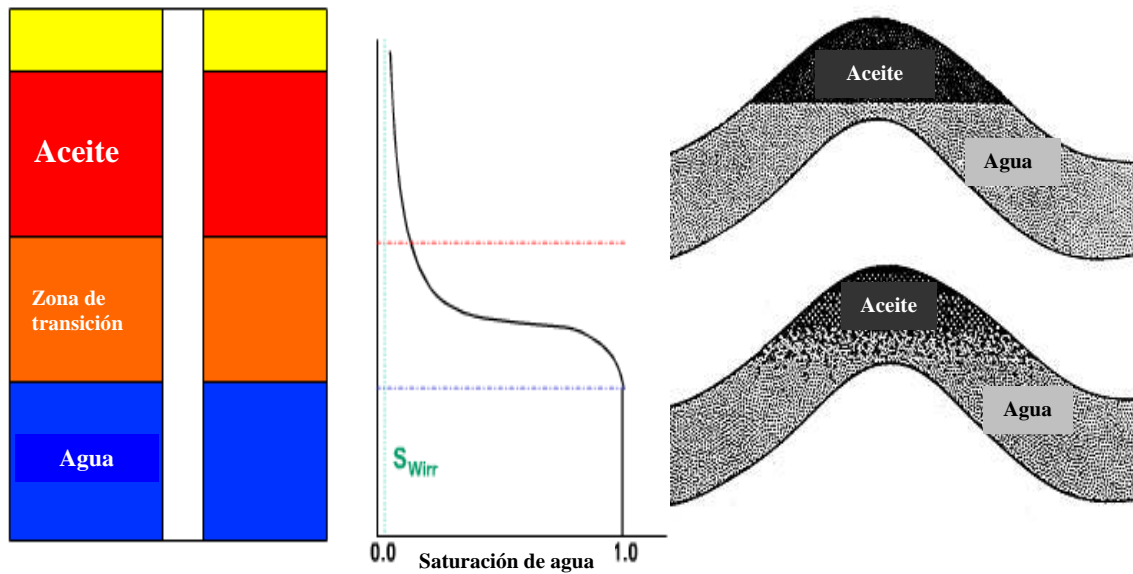 Aceite
Zona de
transición
Agua
S_Wirr
0.0
Saturación de agua
1.0
Aceite
Agua
Aceite
Agua